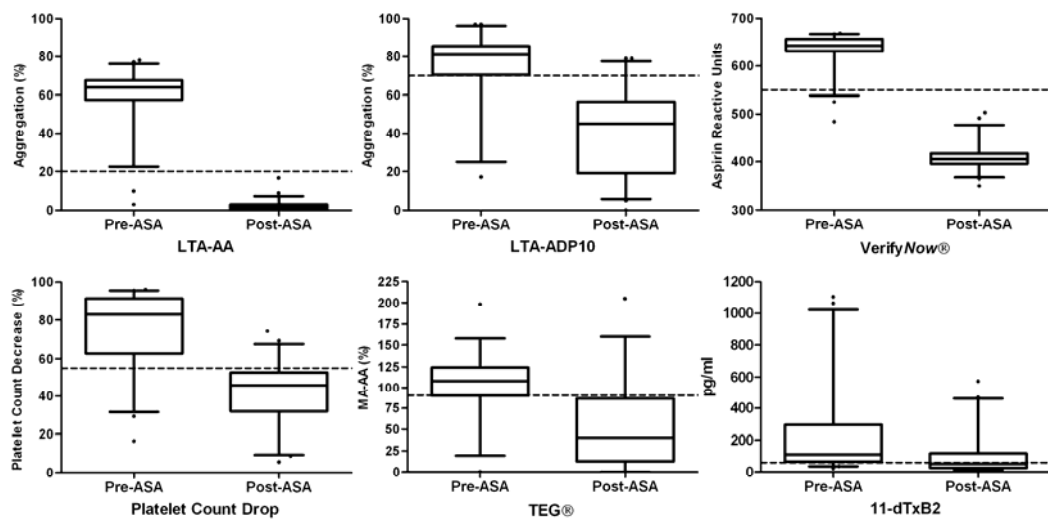 Aggregation (%)
100
80
60
40
20
0
Pre-ASA
Post-ASA
LTA-AA
Aggregation (%)
100
80
60
40
20
0
Pre-ASA
Post-ASA
LTA-ADP10
Aspirin Reactive Units
700
600
500
400
300
Pre-ASA
Post-ASA
VerifyNow®
Platelet Count Decrease (%)
100
80
60
40
20
0
Pre-ASA
Post-ASA
Platelet Count Drop
MA-AA (%)
225
200
175
150
125
100
75
50
25
0
Pre-ASA
Post-ASA
TEG®
pg/ml
1200
1000
800
600
400
200
0
Pre-ASA
Post-ASA
11-dTxB2